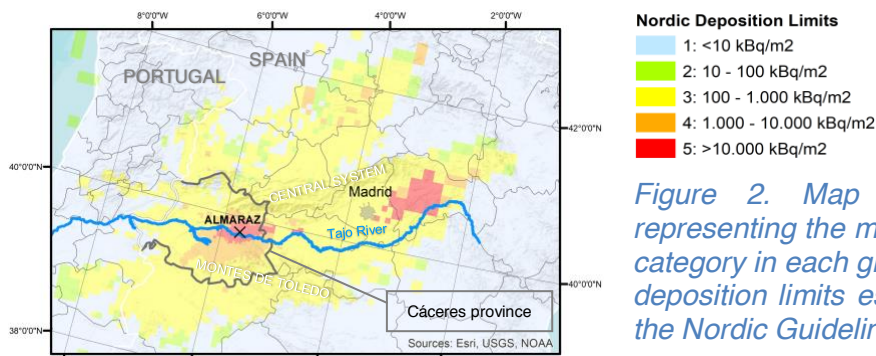 8°0'0"W 6°0'0"W 4°0'0"W 2°0'0"W
SPAIN
PORTUGAL
42°0'0"N
40°0'0"N
CENTRAL SYSTEM
Madrid
ALMARAZ
Tajo River
MONTES DE TOLEDO
40°0'0"N
Cáceres province
38°0'0"N
Sources: Esri, USGS, NOAA
Nordic Deposition Limits
1: <10 kBq/m2
2: 10 - 100 kBq/m2
3: 100 - 1.000 kBq/m2
4: 1.000 - 10.000 kBq/m2
5: >10.000 kBq/m2
Figure 2. Map
representing the m
category in each g
deposition limits es
the Nordic Guidelin